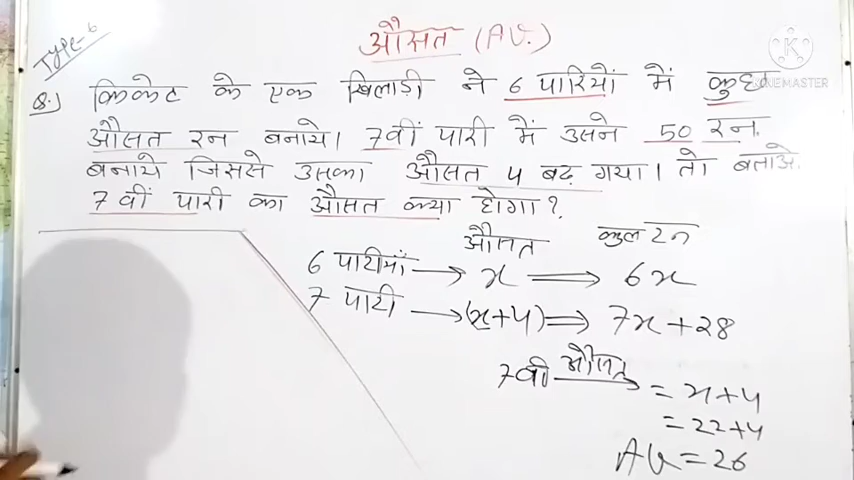 Type-6
औसत (AV.)
Q.) क्रिकेट के एक खिलाड़ी ने 6 पारियों में कुछ
औसत रन बनाये। 7वीं पारी में उसने 50 रन
बनाये जिससे उसका औसत 4 बढ़ गया। तो बताओ
7वीं पारी का औसत क्या होगा?
औसत कुल रन
6 पारीयाँ → x ⟹ 6x
7 पारी → (x+4) ⟹ 7x+28
7वीं औसत → = x+4
= 22+4
AV = 26
K
KINEMASTER